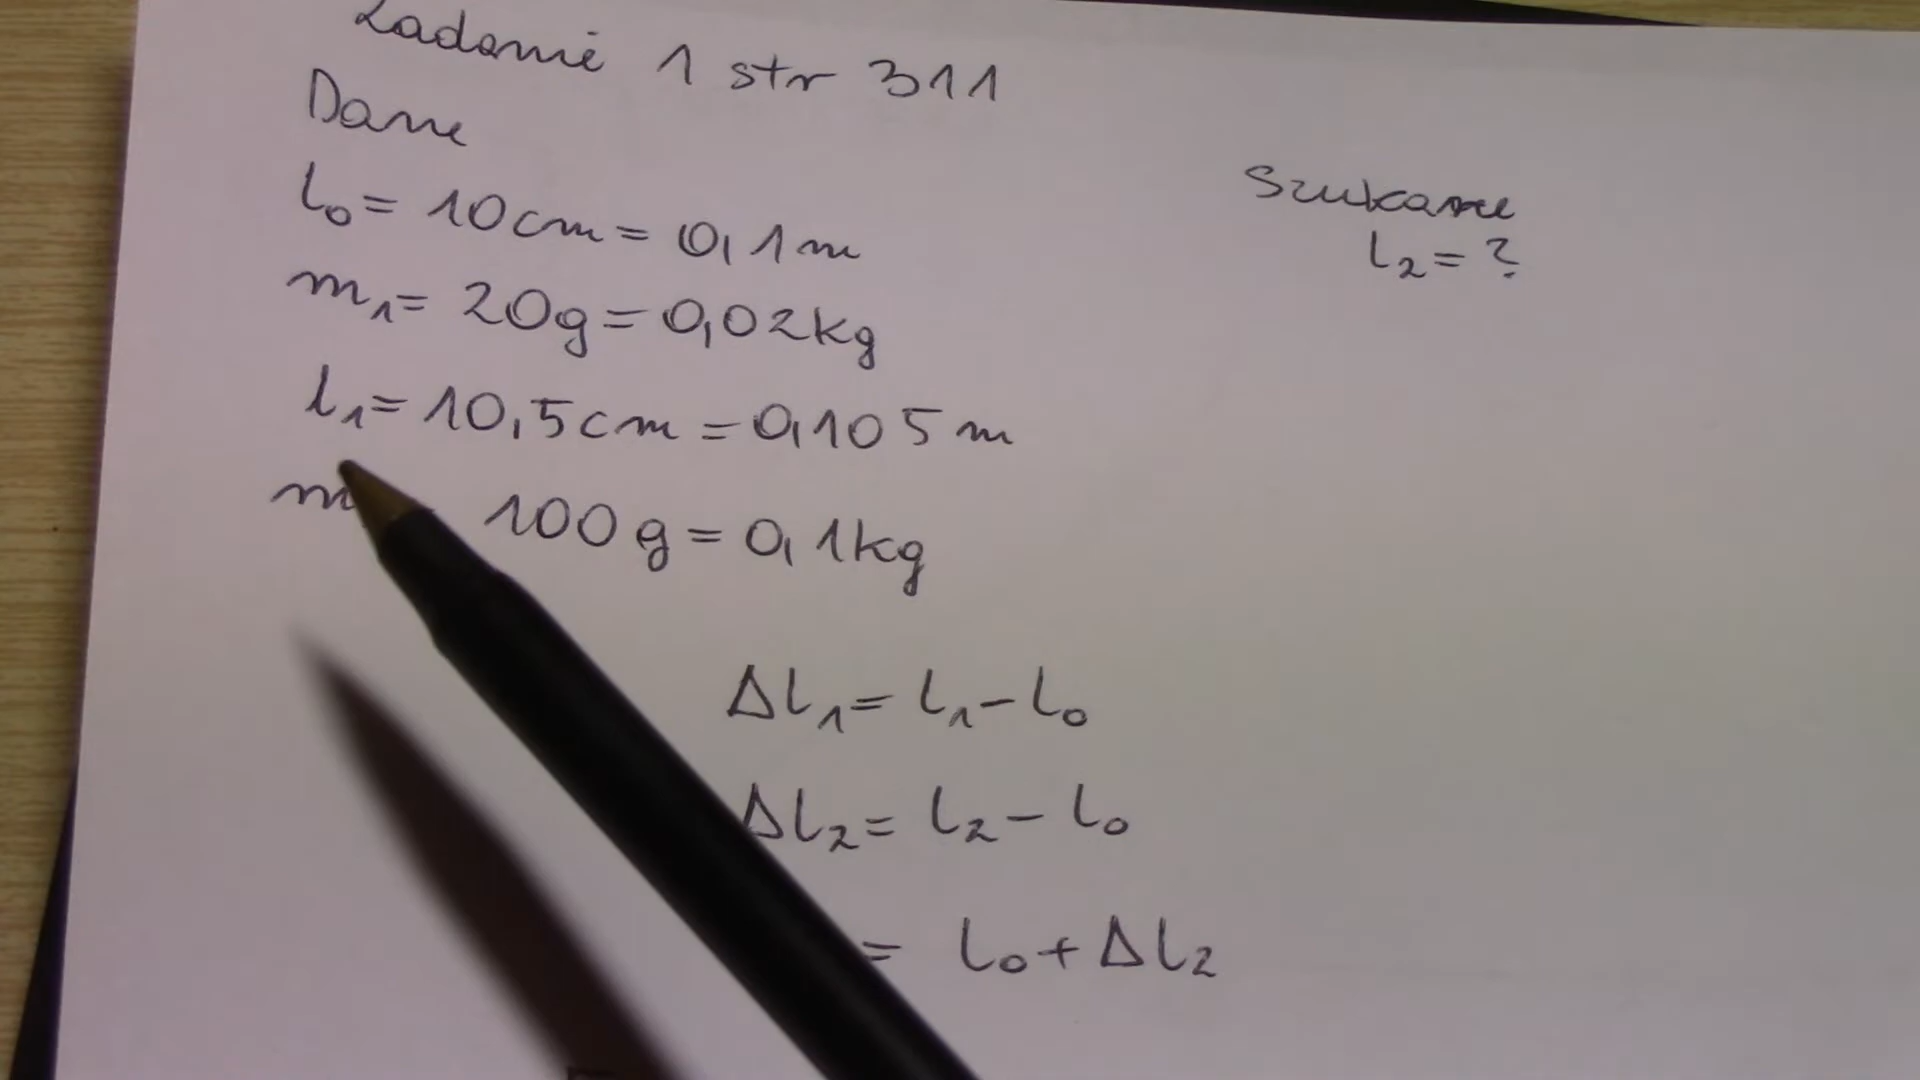 Zadanie 1 str 311
Dane
l₀ = 10cm = 0,1m
Szukane
l₂ = ?
m₁ = 20g = 0,02kg
l₁ = 10,5cm = 0,105m
m 100g = 0,1kg
Δl₁ = l₁ - l₀
Δl₂ = l₂ - l₀
= l₀ + Δl₂